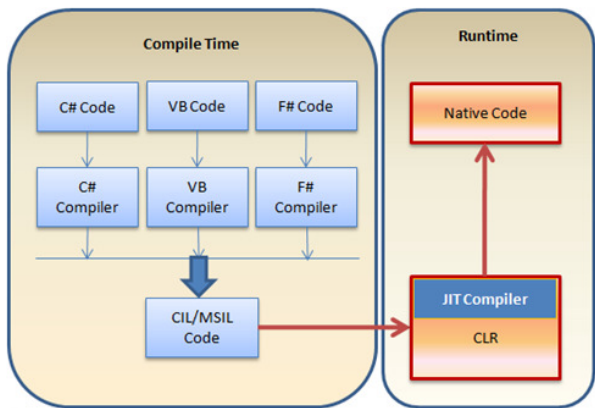 Compile Time
Runtime
C# Code
VB Code
F# Code
Native Code
C#
Compiler
VB
Compiler
F#
Compiler
CIL/MSIL
Code
JIT Compiler
CLR